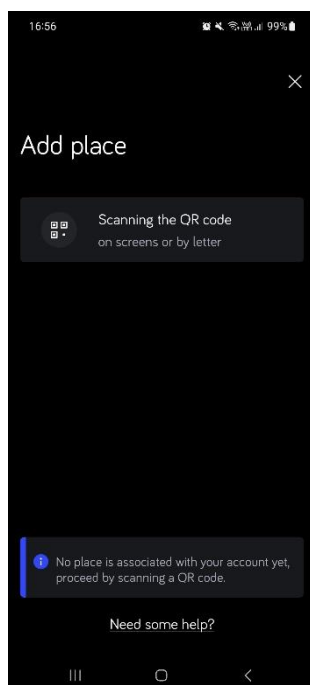 16:56
99%
Add place
Scanning the QR code
on screens or by letter
No place is associated with your account yet,
proceed by scanning a QR code.
Need some help?